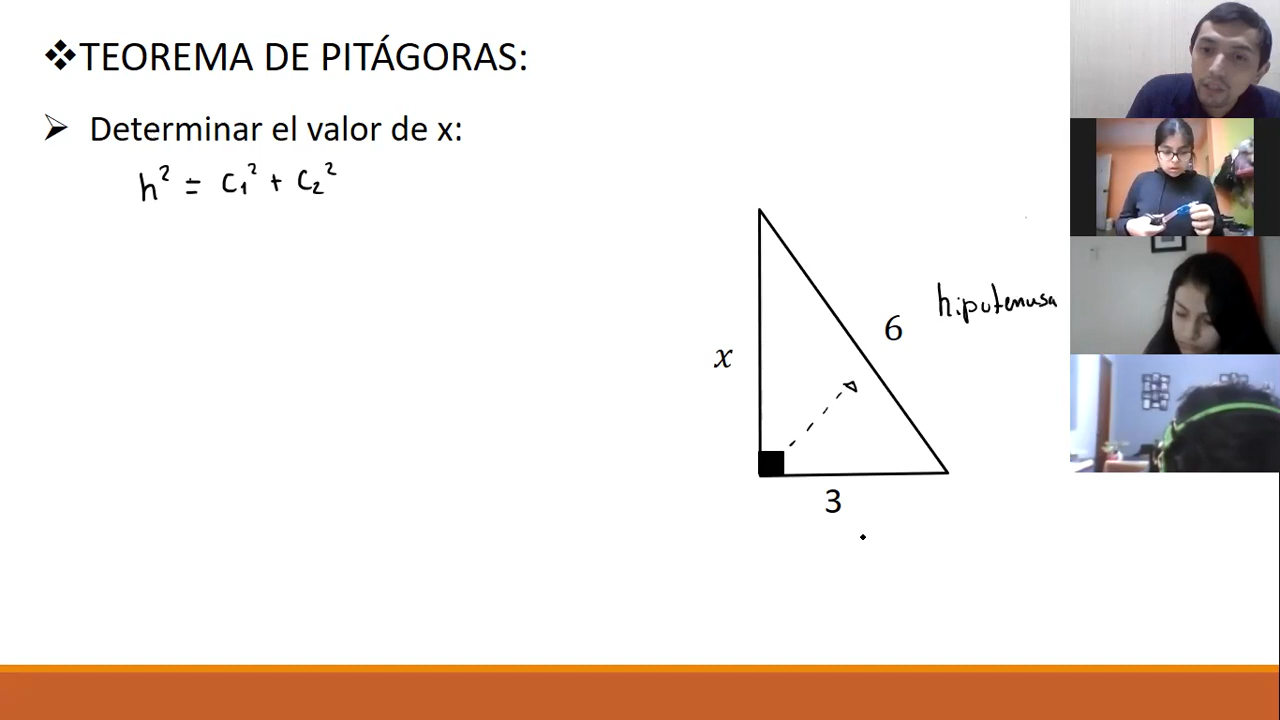 ❖TEOREMA DE PITÁGORAS:
➢ Determinar el valor de x:
h² = C₁² + C₂²
hipotenusa
6
x
3